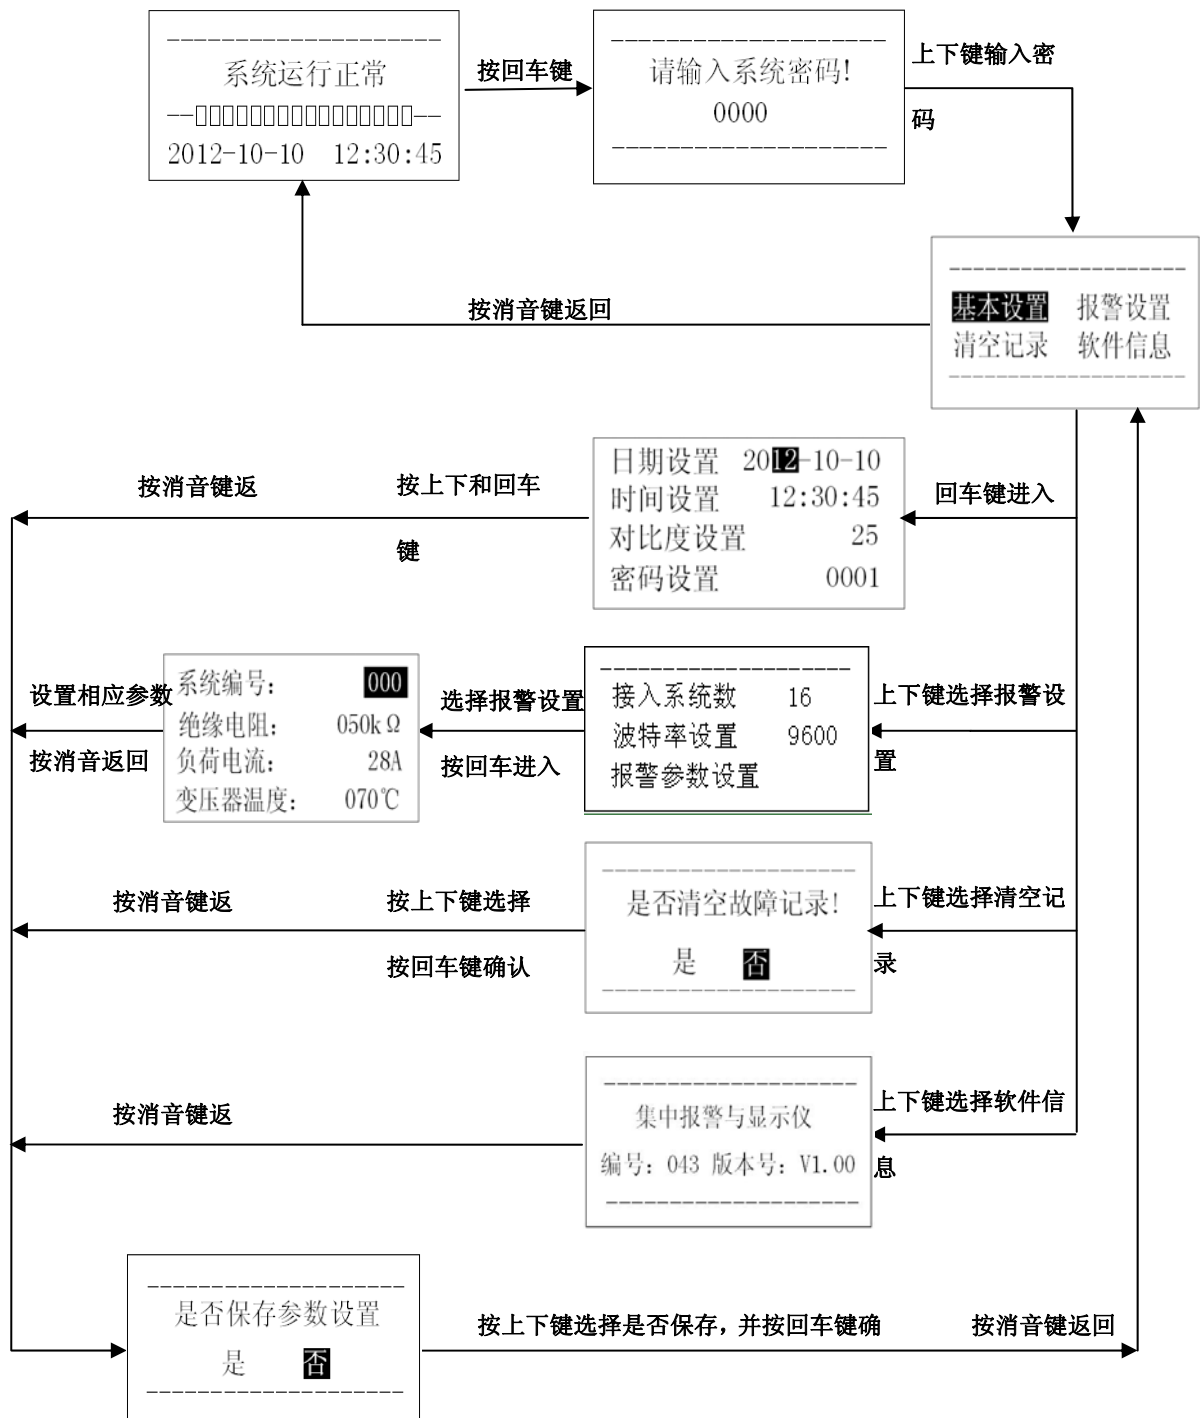 系统运行正常
--▯▯▯▯▯▯▯▯▯▯▯▯▯▯▯▯--
2012-10-10 12:30:45
按回车键
请输入系统密码!
0000
上下键输入密
码
按消音键返回
基本设置 报警设置
清空记录 软件信息
按消音键返
按上下和回车
键
日期设置 2012-10-10
时间设置 12:30:45
对比度设置 25
密码设置 0001
回车键进入
设置相应参数
按消音返回
系统编号: 000
绝缘电阻: 050kΩ
负荷电流: 28A
变压器温度: 070℃
选择报警设置
按回车进入
接入系统数 16
波特率设置 9600
报警参数设置
上下键选择报警设
置
按消音键返
按上下键选择
按回车键确认
是否清空故障记录!
是 否
上下键选择清空记
录
按消音键返
集中报警与显示仪
编号: 043 版本号: V1.00
上下键选择软件信
息
是否保存参数设置
是 否
按上下键选择是否保存，并按回车键确
按消音键返回